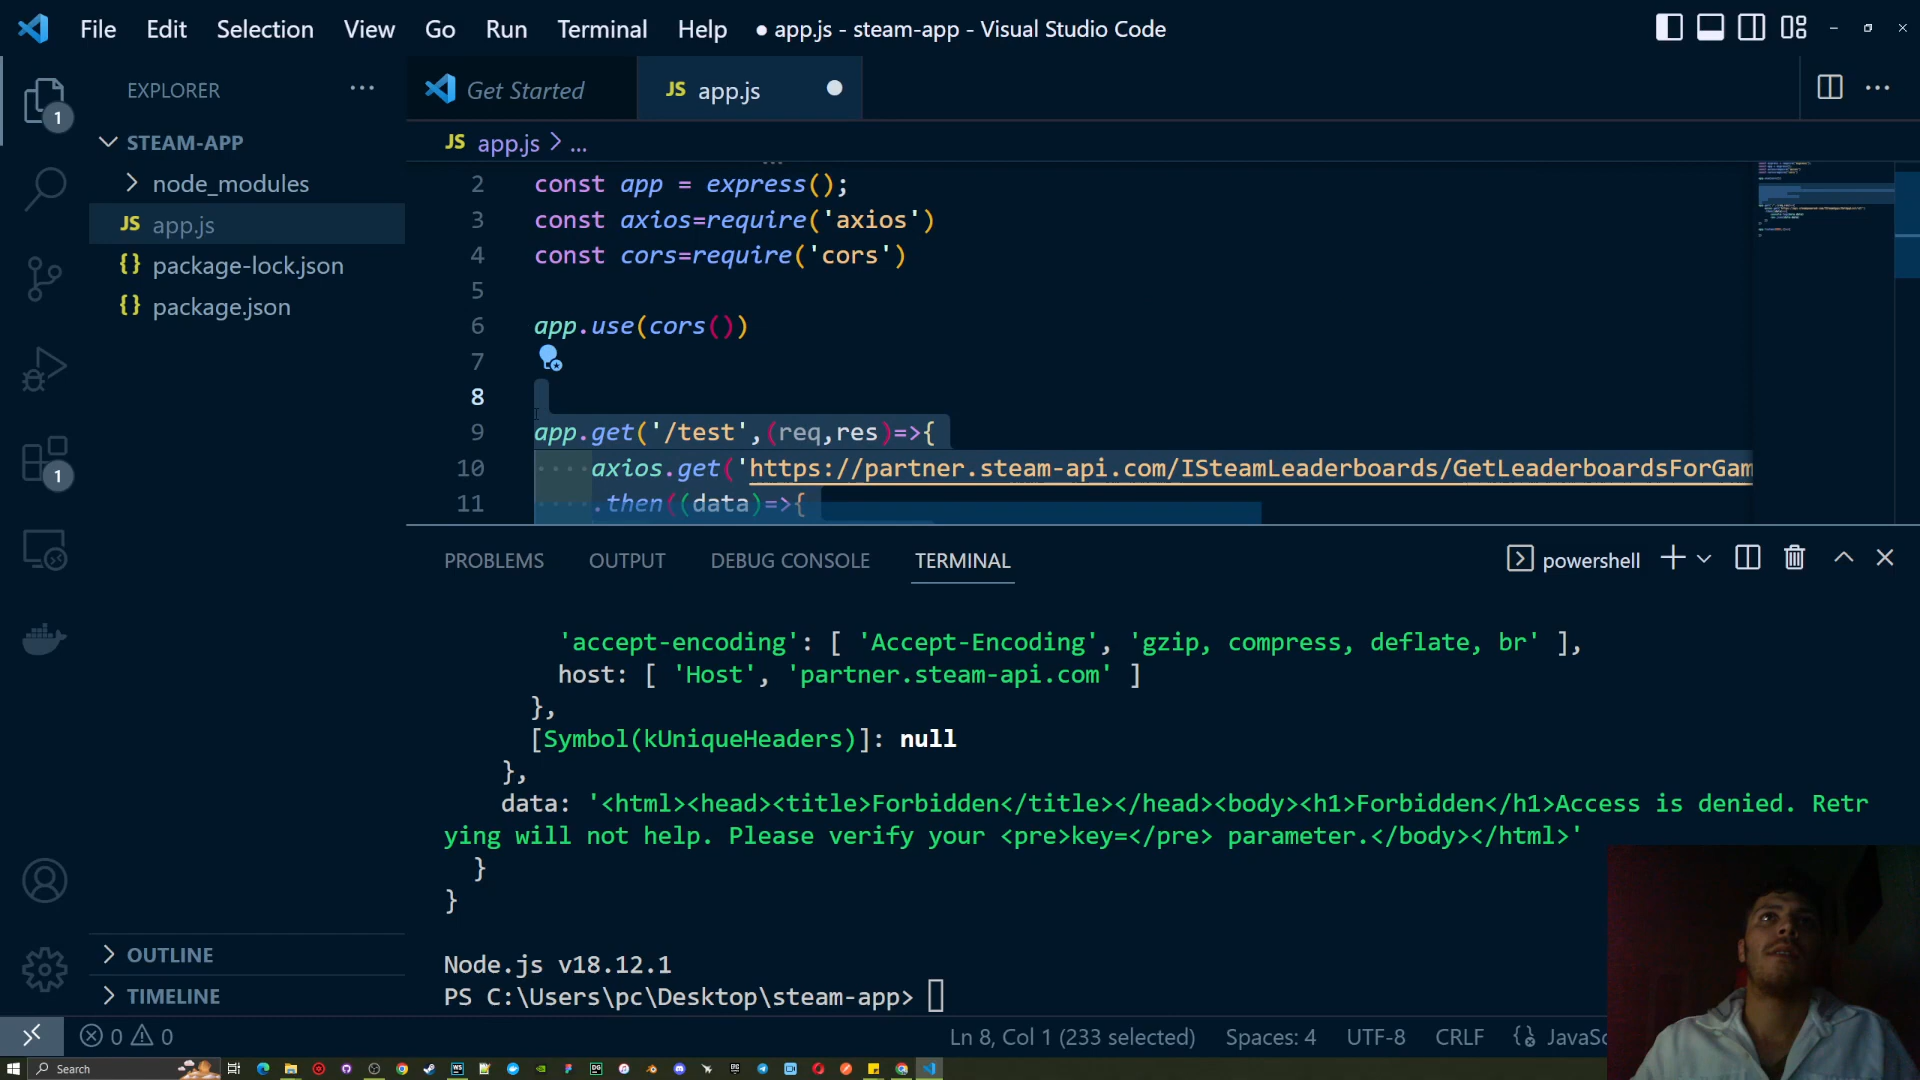 File Edit Selection View Go Run Terminal Help ● app.js - steam-app - Visual Studio Code
EXPLORER
1
STEAM-APP
node_modules
JS app.js
{} package-lock.json
{} package.json
1
OUTLINE
TIMELINE
Get Started
JS app.js
JS app.js > ...
2 const app = express();
3 const axios=require('axios')
4 const cors=require('cors')
5
6 app.use(cors())
7
8
9 app.get('/test',(req,res)=>{
10 axios.get('https://partner.steam-api.com/ISteamLeaderboards/GetLeaderboardsForGam
11 .then((data)=>{
PROBLEMS OUTPUT DEBUG CONSOLE TERMINAL
powershell
'accept-encoding': [ 'Accept-Encoding', 'gzip, compress, deflate, br' ],
host: [ 'Host', 'partner.steam-api.com' ]
},
[Symbol(kUniqueHeaders)]: null
},
data: '<html><head><title>Forbidden</title></head><body><h1>Forbidden</h1>Access is denied. Retr
ying will not help. Please verify your <pre>key=</pre> parameter.</body></html>'
}
}
Node.js v18.12.1
PS C:\Users\pc\Desktop\steam-app>
0 0
Ln 8, Col 1 (233 selected) Spaces: 4 UTF-8 CRLF {} JavaSc
Search